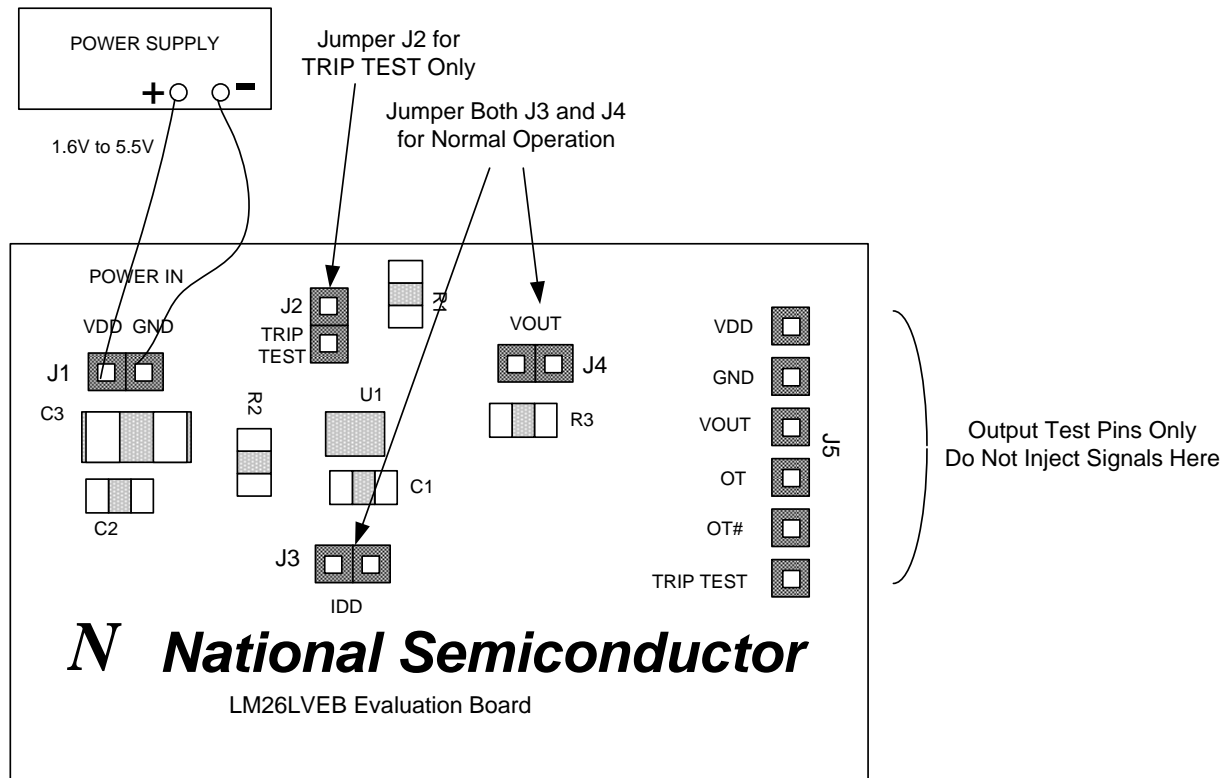 POWER SUPPLY
+ -
1.6V to 5.5V
Jumper J2 for
TRIP TEST Only
Jumper Both J3 and J4
for Normal Operation
POWER IN
VDD GND
J1
C3
C2
J2
TRIP
TEST
R1
R2
U1
C1
J3
IDD
VOUT
J4
R3
VDD
GND
VOUT
OT
OT#
TRIP TEST
J5
Output Test Pins Only
Do Not Inject Signals Here
N National Semiconductor
LM26LVEB Evaluation Board